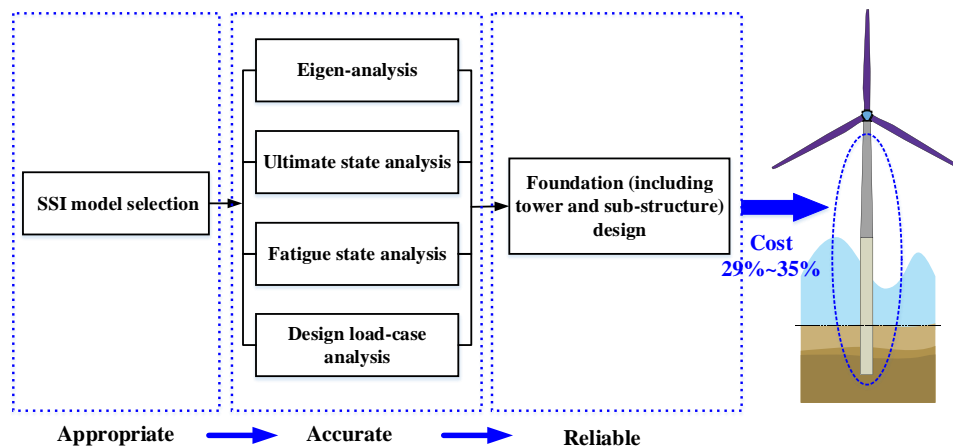 SSI model selection
Eigen-analysis
Ultimate state analysis
Fatigue state analysis
Design load-case
analysis
Foundation (including
tower and sub-structure)
design
Cost
29%~35%
Appropriate
Accurate
Reliable